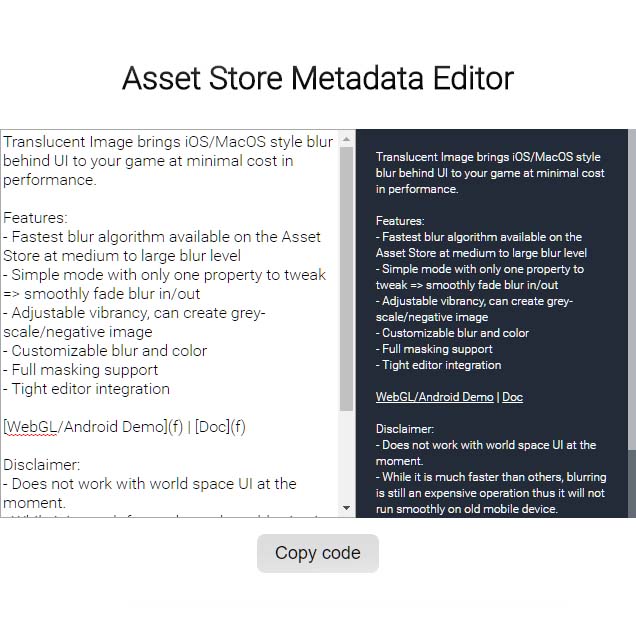 Asset Store Metadata Editor
Translucent Image brings iOS/MacOS style blur
behind UI to your game at minimal cost in
performance.
Features:
- Fastest blur algorithm available on the Asset
Store at medium to large blur level
- Simple mode with only one property to tweak
=> smoothly fade blur in/out
- Adjustable vibrancy, can create grey-
scale/negative image
- Customizable blur and color
- Full masking support
- Tight editor integration
[WebGL/Android Demo](f) | [Doc](f)
Disclaimer:
- Does not work with world space UI at the
moment.
Translucent Image brings iOS/MacOS style
blur behind UI to your game at minimal cost
in performance.
Features:
- Fastest blur algorithm available on the
Asset Store at medium to large blur level
- Simple mode with only one property to
tweak => smoothly fade blur in/out
- Adjustable vibrancy, can create grey-
scale/negative image
- Customizable blur and color
- Full masking support
- Tight editor integration
WebGL/Android Demo | Doc
Disclaimer:
- Does not work with world space UI at the
moment.
- While it is much faster than others, blurring
is still an expensive operation thus it will not
run smoothly on old mobile device.
Copy code